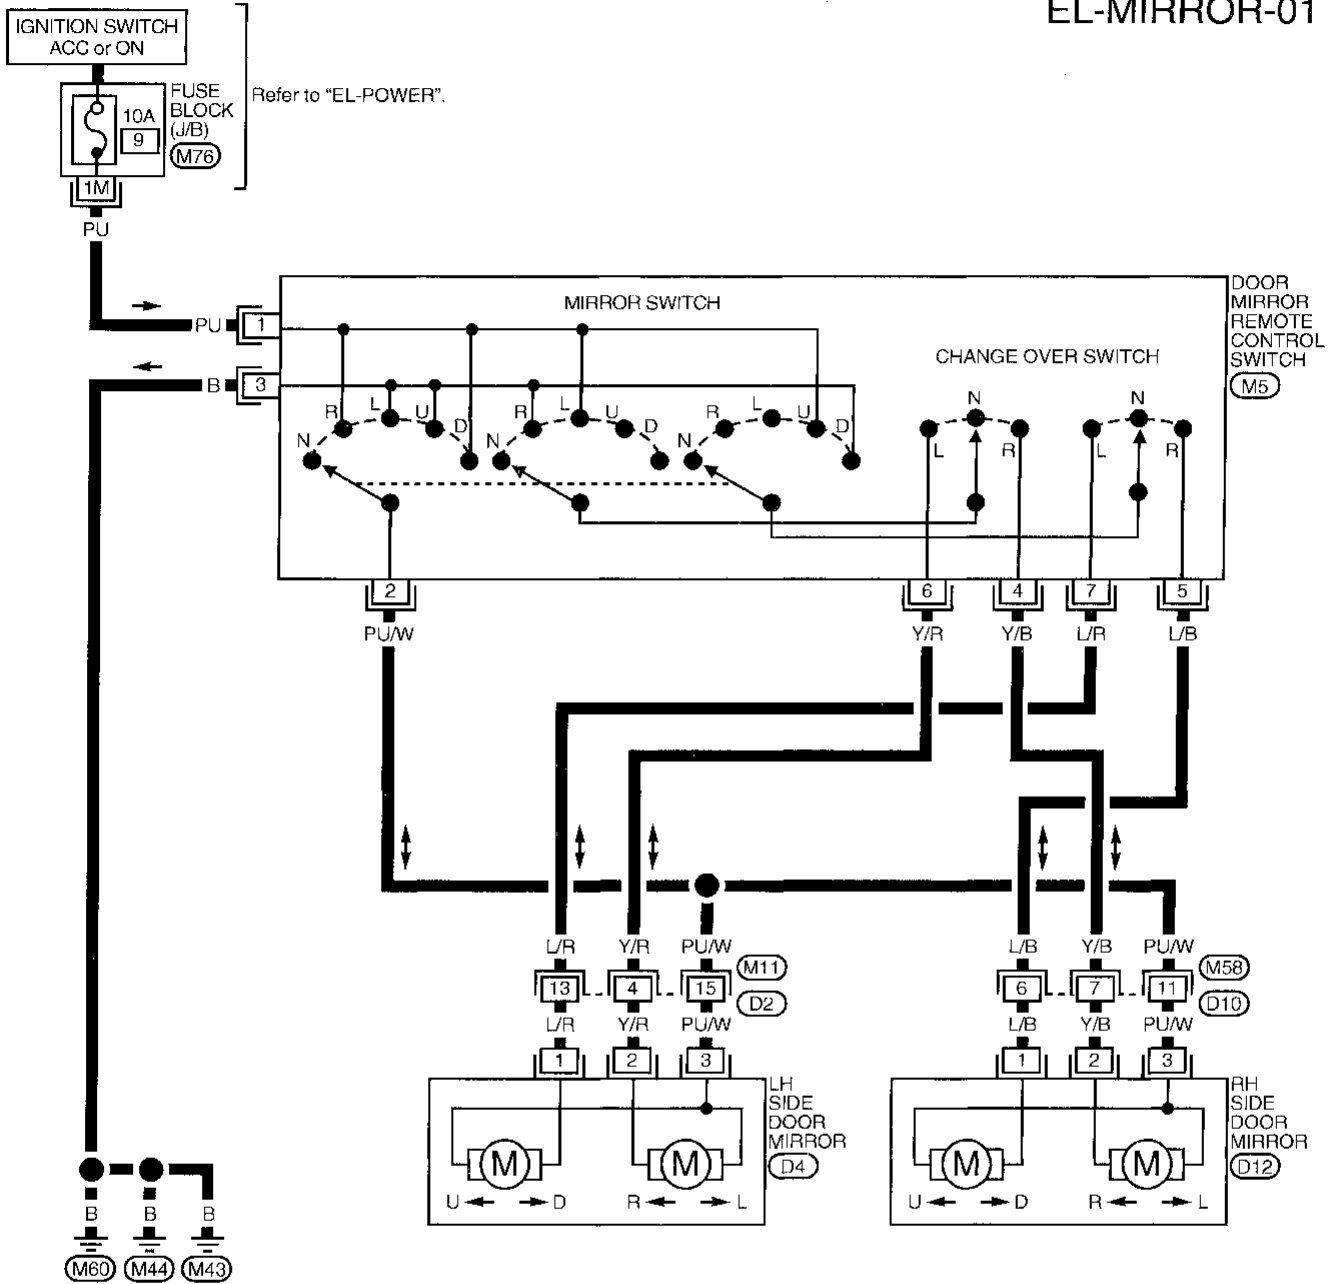 EL-MIRROR-01
IGNITION SWITCH
ACC or ON
FUSE
BLOCK
(J/B)
10A
9
M76
Refer to "EL-POWER".
1M
PU
PU
1
B
3
MIRROR SWITCH
CHANGE OVER SWITCH
DOOR
MIRROR
REMOTE
CONTROL
SWITCH
M5
N R L U D
N R L U D
N R L U D
L N R
L N R
2 6 4 7 5
PU/W Y/R Y/B L/R L/B
L/R Y/R PU/W L/B Y/B PU/W
M11 M58
13 4 15 6 7 11
D2 D10
L/R Y/R PU/W L/B Y/B PU/W
1 2 3 1 2 3
LH
SIDE
DOOR
MIRROR
D4
RH
SIDE
DOOR
MIRROR
D12
M M M M
U D R L U D R L
B B B
M60 M44 M43